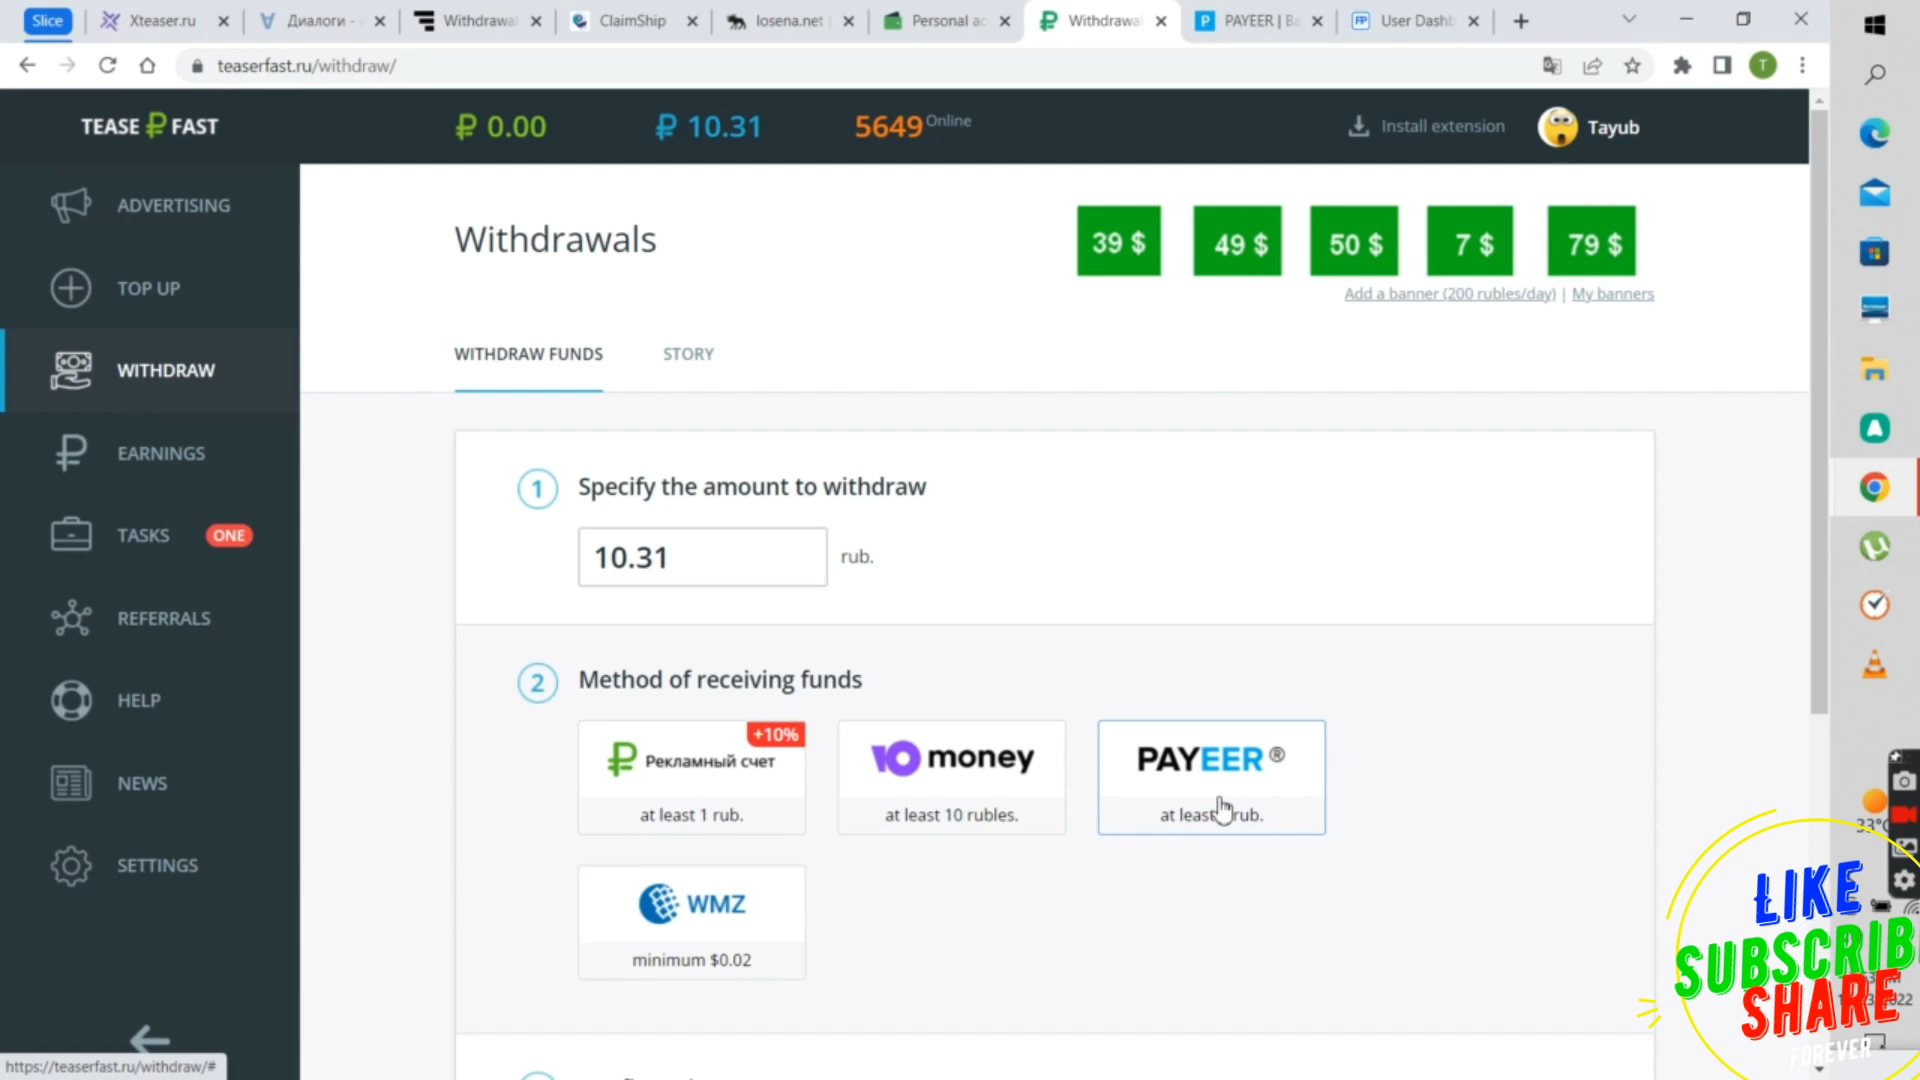 Slice
Xteaser.ru
Диалоги -
Withdrawal
ClaimShip
losena.net
Personal ac
Withdrawal
PAYEER | Ba
User Dashb
teaserfast.ru/withdraw/
T
TEASE FAST
₽ 0.00
₽ 10.31
5649 Online
Install extension
Tayub
ADVERTISING
TOP UP
WITHDRAW
EARNINGS
TASKS ONE
REFERRALS
HELP
NEWS
SETTINGS
Withdrawals
39 $
49 $
50 $
7 $
79 $
Add a banner (200 rubles/day) | My banners
WITHDRAW FUNDS
STORY
1 Specify the amount to withdraw
10.31 rub.
2 Method of receiving funds
+10%
Рекламный счет
at least 1 rub.
money
at least 10 rubles.
PAYEER ®
at least rub.
WMZ
minimum $0.02
33°
LIKE
SUBSCRIB
SHARE
FOREVER
https://teaserfast.ru/withdraw/#